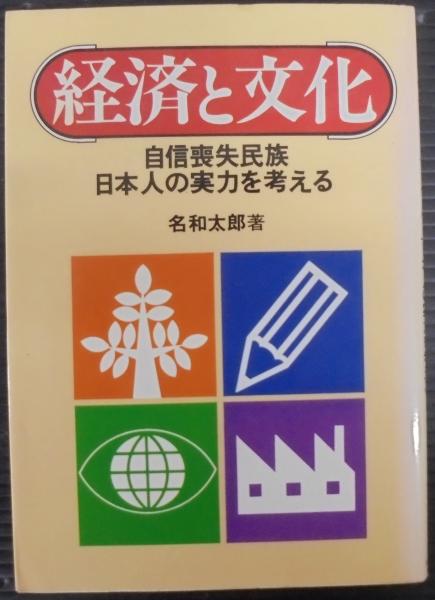 経済と文化
自信喪失民族
日本人の実力を考える
名和太郎著